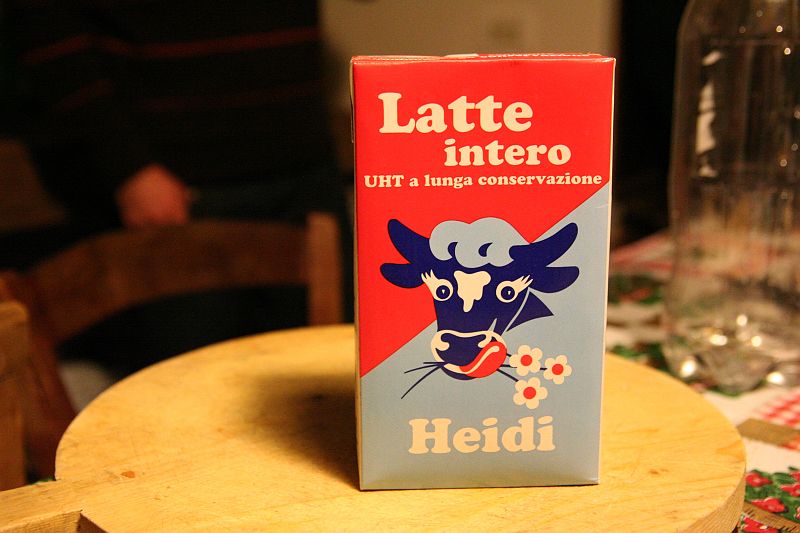 Latte
intero
UHT a lunga conservazione
Heidi